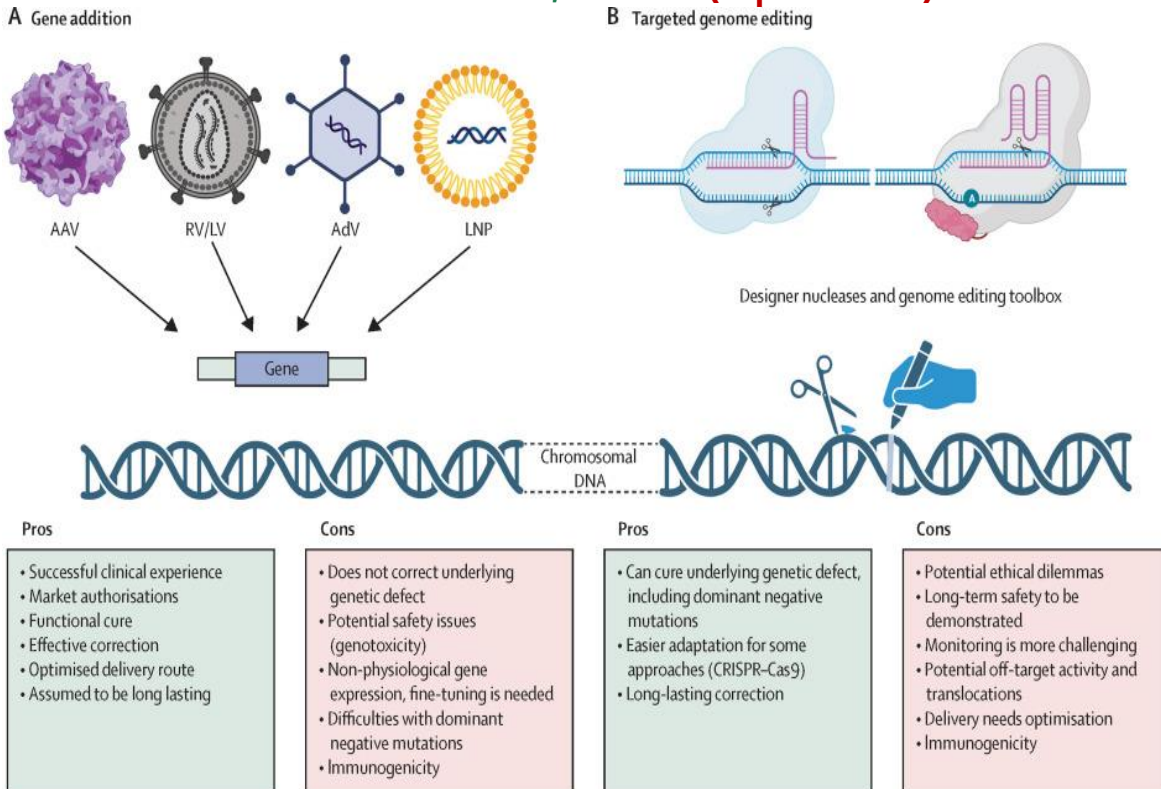 A Gene addition
B Targeted genome editing
AAV
RV/LV
AdV
LNP
A
Designer nucleases and genome editing toolbox
Gene
Chromosomal
DNA
Pros
• Successful clinical experience
• Market authorisations
• Functional cure
• Effective correction
• Optimised delivery route
• Assumed to be long lasting
Cons
• Does not correct underlying
genetic defect
• Potential safety issues
(genotoxicity)
• Non-physiological gene
expression, fine-tuning is needed
• Difficulties with dominant
negative mutations
• Immunogenicity
Pros
• Can cure underlying genetic defect,
including dominant negative
mutations
• Easier adaptation for some
approaches (CRISPR–Cas9)
• Long-lasting correction
Cons
• Potential ethical dilemmas
• Long-term safety to be
demonstrated
• Monitoring is more challenging
• Potential off-target activity and
translocations
• Delivery needs optimisation
• Immunogenicity